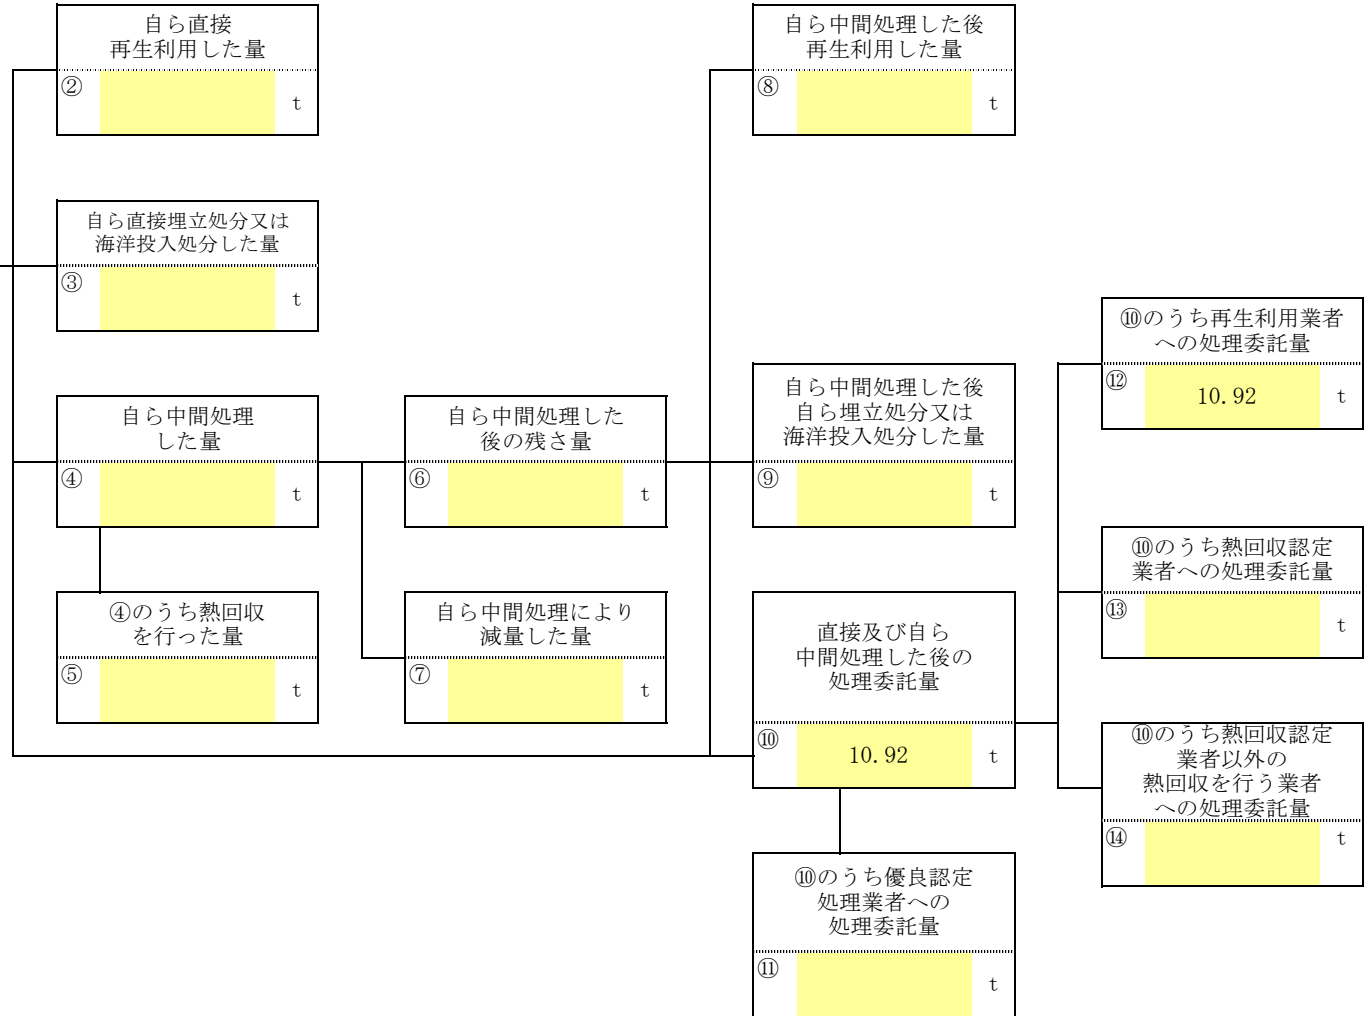 自ら直接
再生利用した量
②
t
自ら中間処理した後
再生利用した量
⑧
t
自ら直接埋立処分又は
海洋投入処分した量
③
t
⑩のうち再生利用業者
への処理委託量
⑫
10.92
t
自ら中間処理
した量
④
t
自ら中間処理した
後の残さ量
⑥
t
自ら中間処理した後
自ら埋立処分又は
海洋投入処分した量
⑨
t
⑩のうち熱回収認定
業者への処理委託量
⑬
t
④のうち熱回収
を行った量
⑤
t
自ら中間処理により
減量した量
⑦
t
直接及び自ら
中間処理した後の
処理委託量
⑩
10.92
t
⑩のうち熱回収認定
業者以外の
熱回収を行う業者
への処理委託量
⑭
t
⑩のうち優良認定
処理業者への
処理委託量
⑪
t